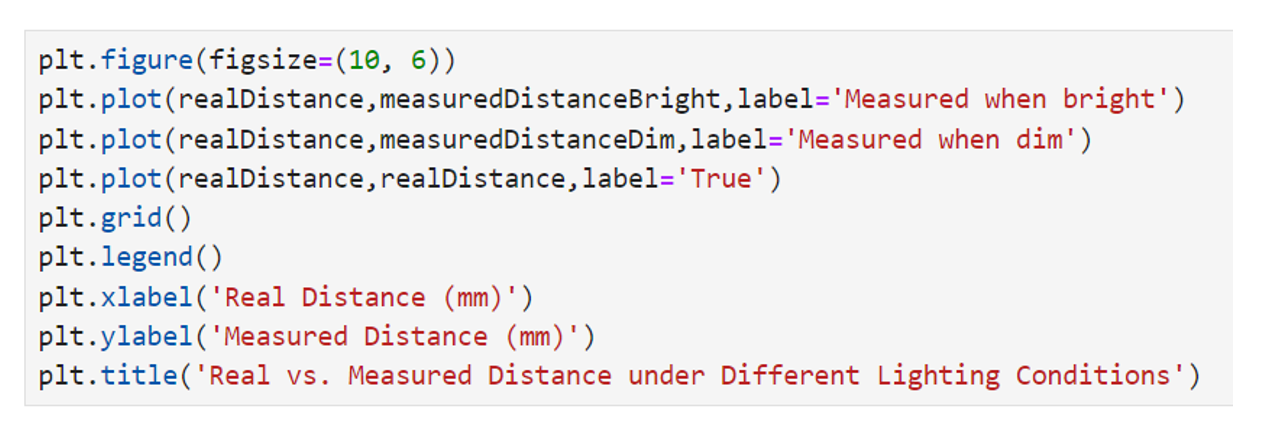 plt.figure(figsize=(10, 6))
plt.plot(realDistance,measuredDistanceBright,label='Measured when bright')
plt.plot(realDistance,measuredDistanceDim,label='Measured when dim')
plt.plot(realDistance,realDistance,label='True')
plt.grid()
plt.legend()
plt.xlabel('Real Distance (mm)')
plt.ylabel('Measured Distance (mm)')
plt.title('Real vs. Measured Distance under Different Lighting Conditions')